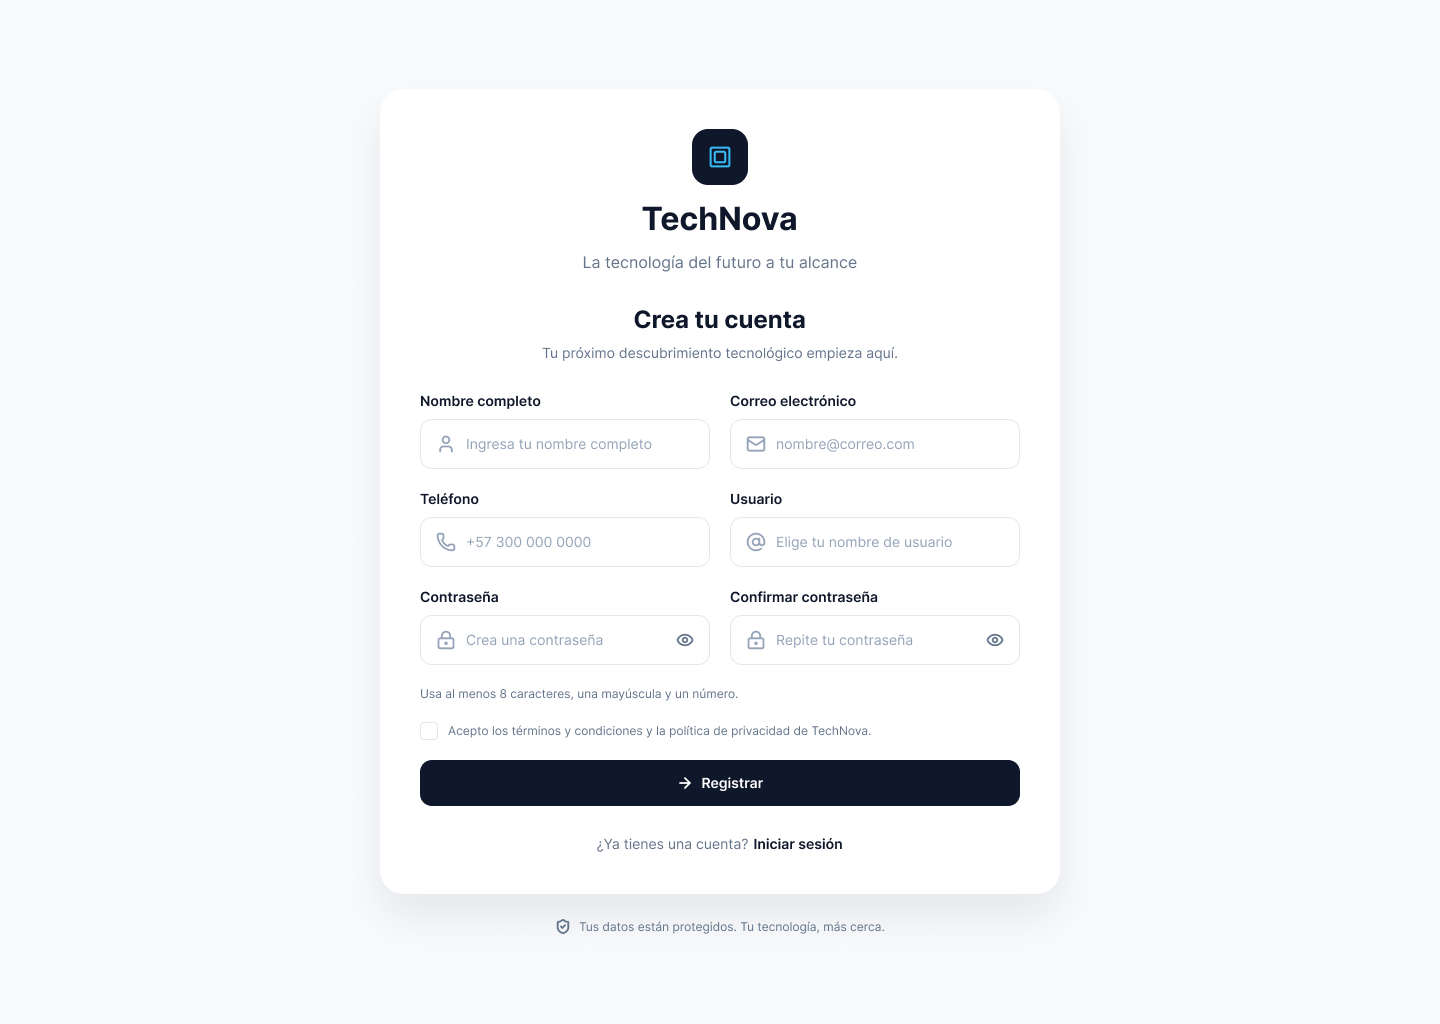 TechNova
La tecnología del futuro a tu alcance
Crea tu cuenta
Tu próximo descubrimiento tecnológico empieza aquí.
Nombre completo
Ingresa tu nombre completo
Correo electrónico
nombre@correo.com
Teléfono
+57 300 000 0000
Usuario
Elige tu nombre de usuario
Contraseña
Crea una contraseña
Confirmar contraseña
Repite tu contraseña
Usa al menos 8 caracteres, una mayúscula y un número.
Acepto los términos y condiciones y la política de privacidad de TechNova.
Registrar
¿Ya tienes una cuenta? Iniciar sesión
Tus datos están protegidos. Tu tecnología, más cerca.